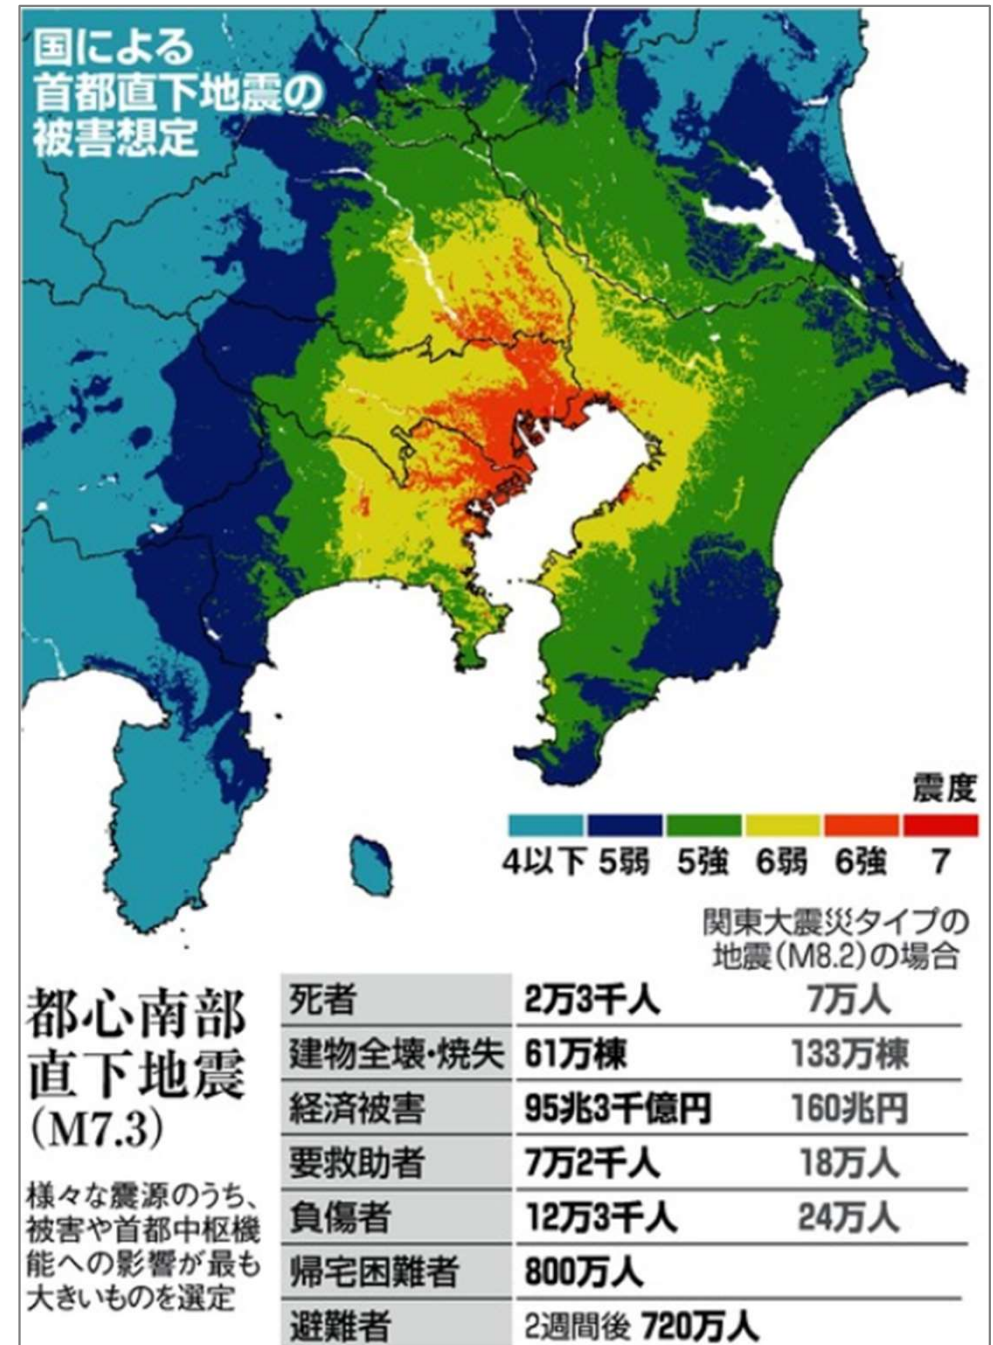 国による
首都直下地震の
被害想定
震度
4以下 5弱 5強 6弱 6強 7
関東大震災タイプの
地震(M8.2)の場合
都心南部
直下地震
(M7.3)
様々な震源のうち、
被害や首都中枢機
能への影響が最も
大きいものを選定
死者 2万3千人 7万人
建物全壊・焼失 61万棟 133万棟
経済被害 95兆3千億円 160兆円
要救助者 7万2千人 18万人
負傷者 12万3千人 24万人
帰宅困難者 800万人
避難者 2週間後 720万人